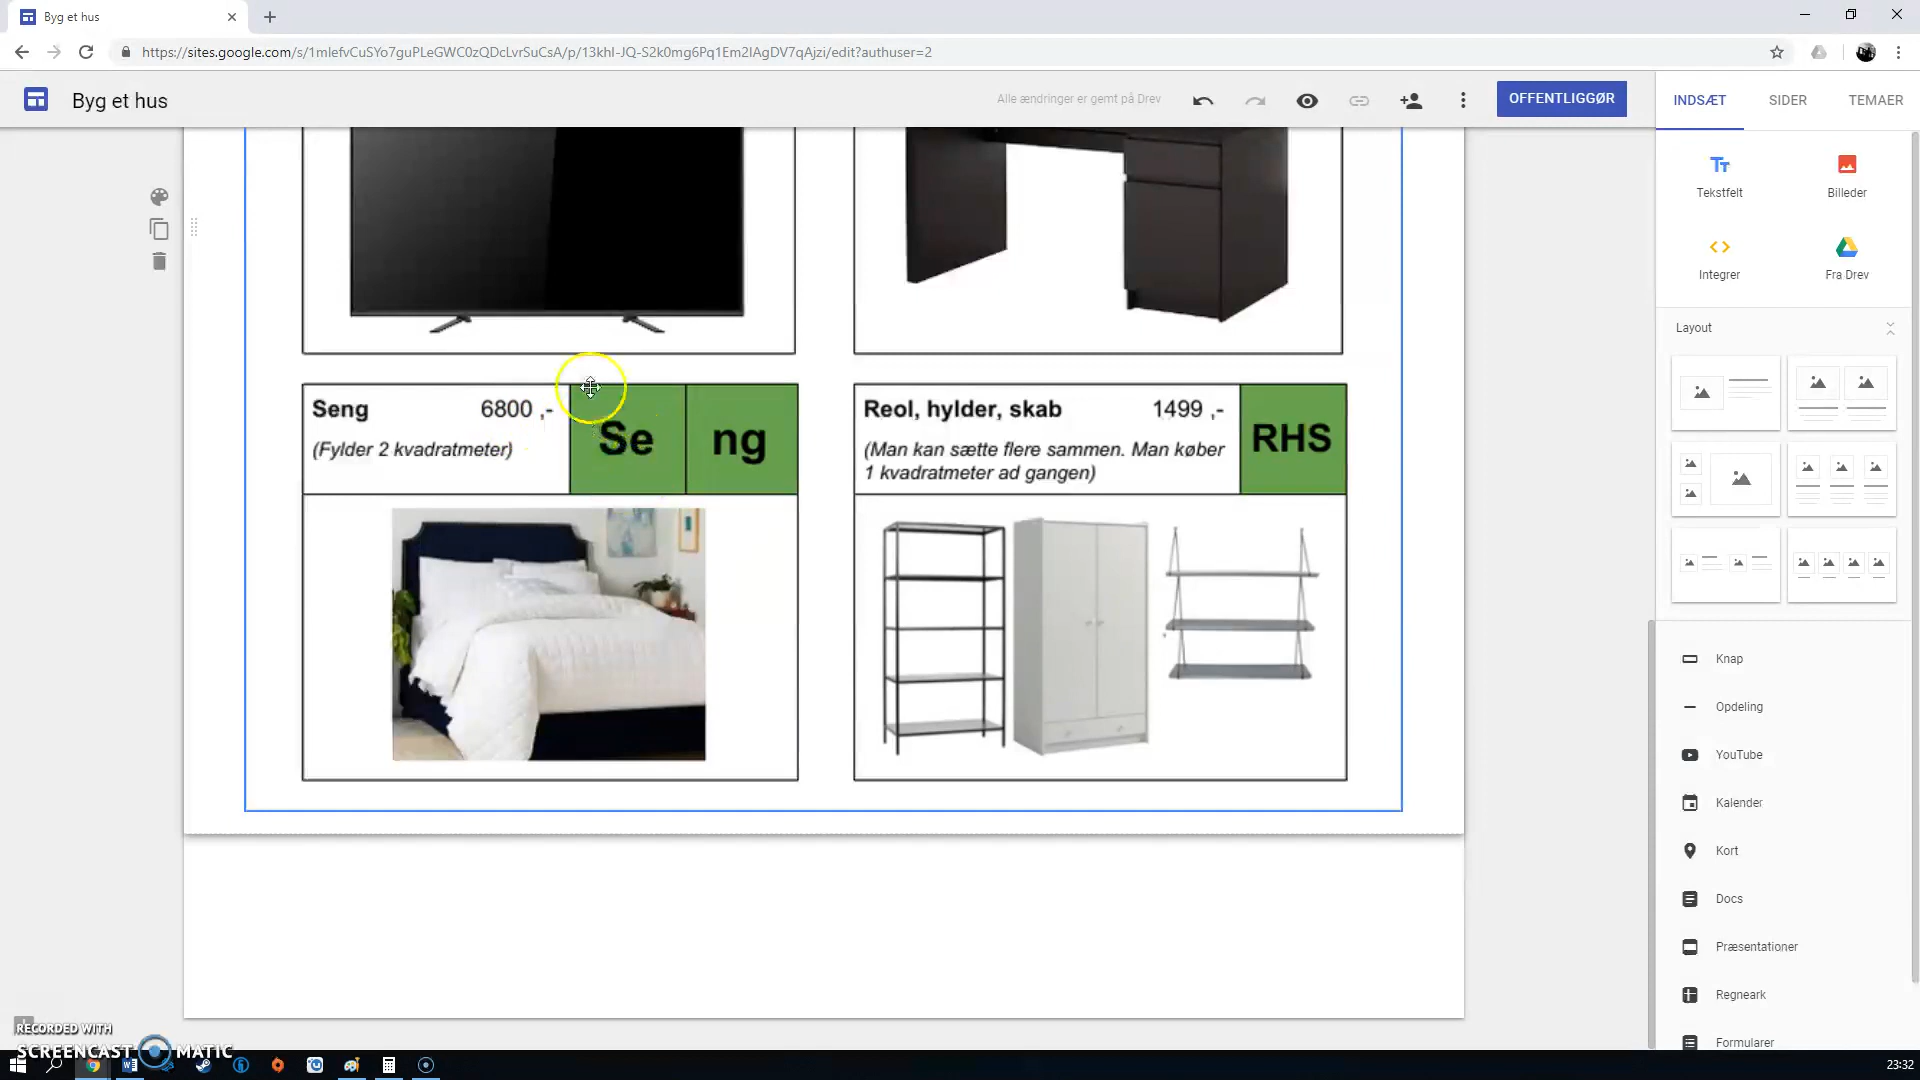 Byg et hus
https://sites.google.com/s/1mlefvCuSYo7guPLeGWC0zQDcLvrSuCsA/p/13khI-JQ-S2k0mg6Pq1Em2lAgDV7qAjzi/edit?authuser=2
Byg et hus
Alle ændringer er gemt på Drev
OFFENTLIGGØR
INDSÆT
SIDER
TEMAER
Tekstfelt
Billeder
Integrer
Fra Drev
Layout
Seng
6800 ,-
(Fylder 2 kvadratmeter)
Se
ng
Reol, hylder, skab
1499 ,-
(Man kan sætte flere sammen. Man køber
1 kvadratmeter ad gangen)
RHS
Knap
Opdeling
YouTube
Kalender
Kort
Docs
Præsentationer
Regneark
Formularer
RECORDED WITH
SCREENCAST MATIC
23:32